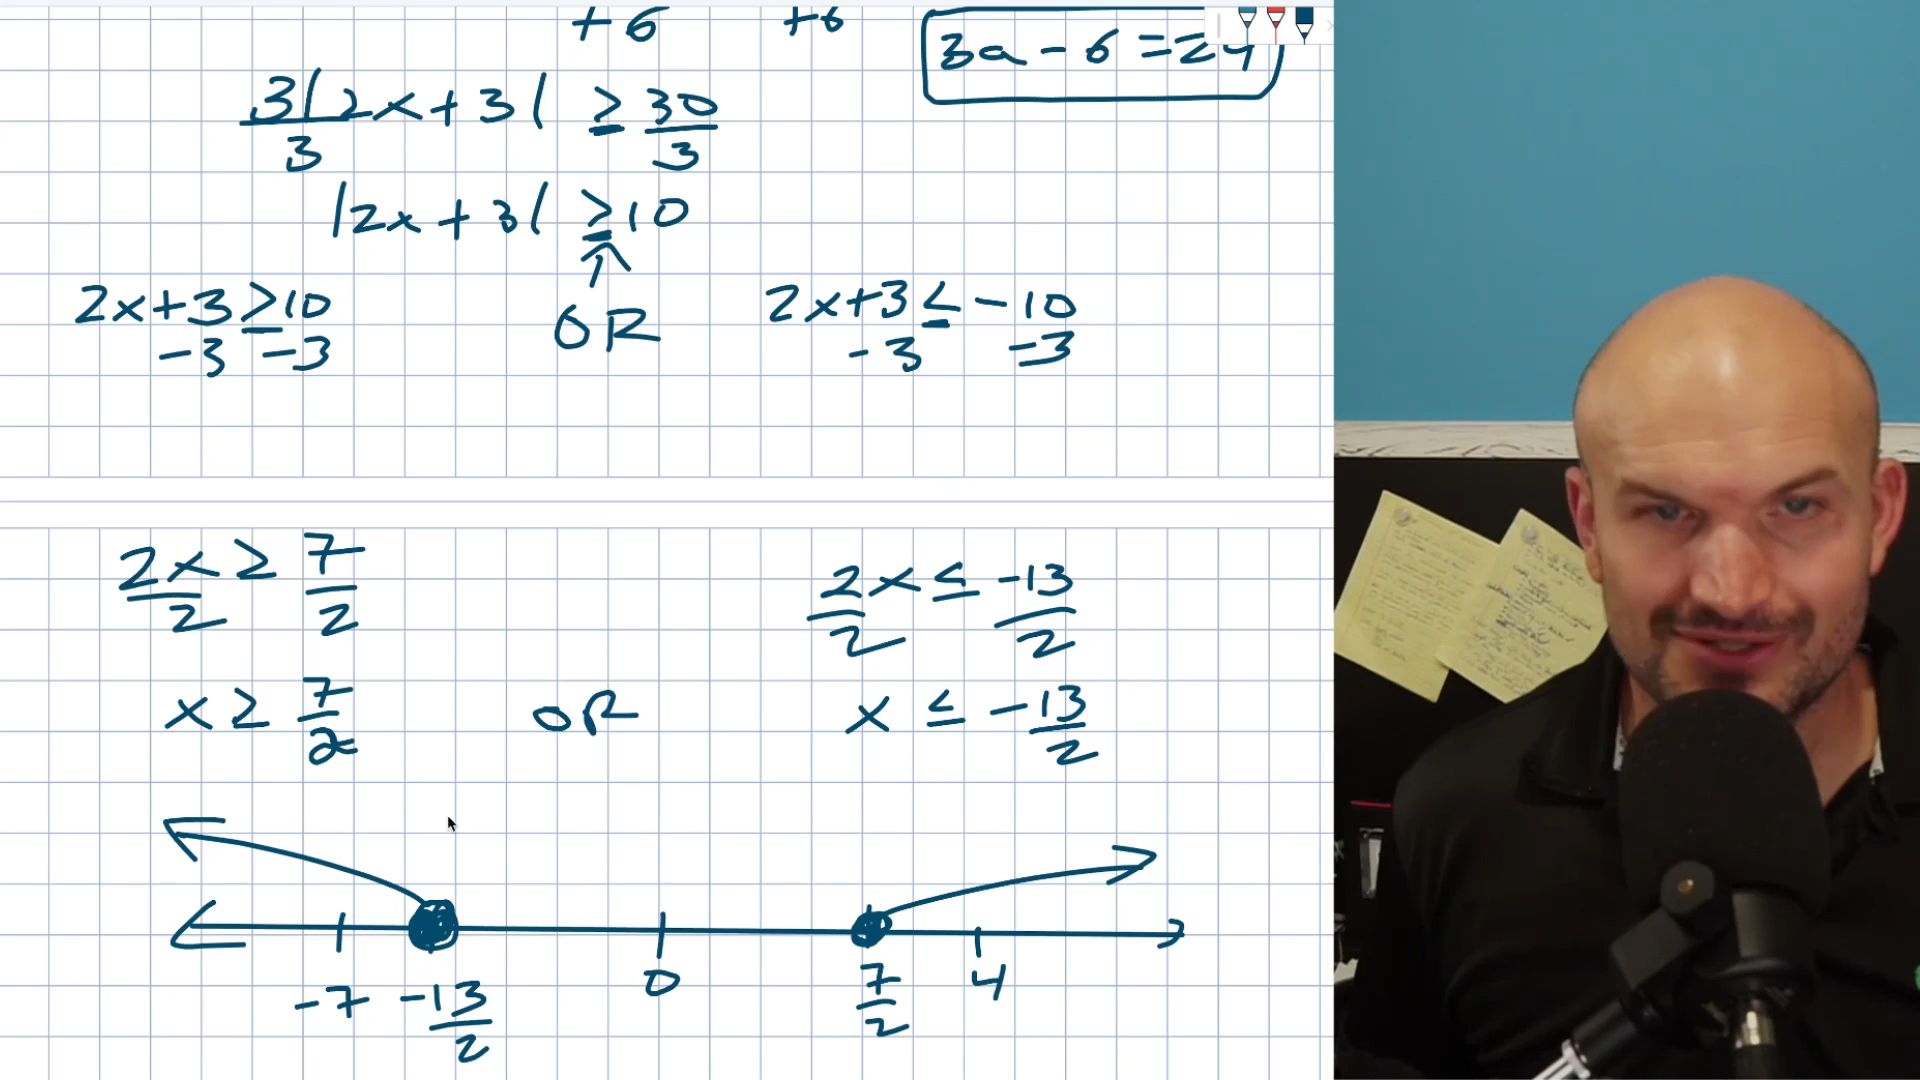 +6 +6
3a - 6 = 24
3|2x + 3| ≥ 30
3 3
|2x + 3| ≥ 10
2x+3 ≥ 10 OR 2x+3 ≤ -10
-3 -3 -3 -3
2x ≥ 7 2x ≤ -13
2 2 2 2
x ≥ 7/2 OR x ≤ -13/2
-7 -13/2 0 7/2 4